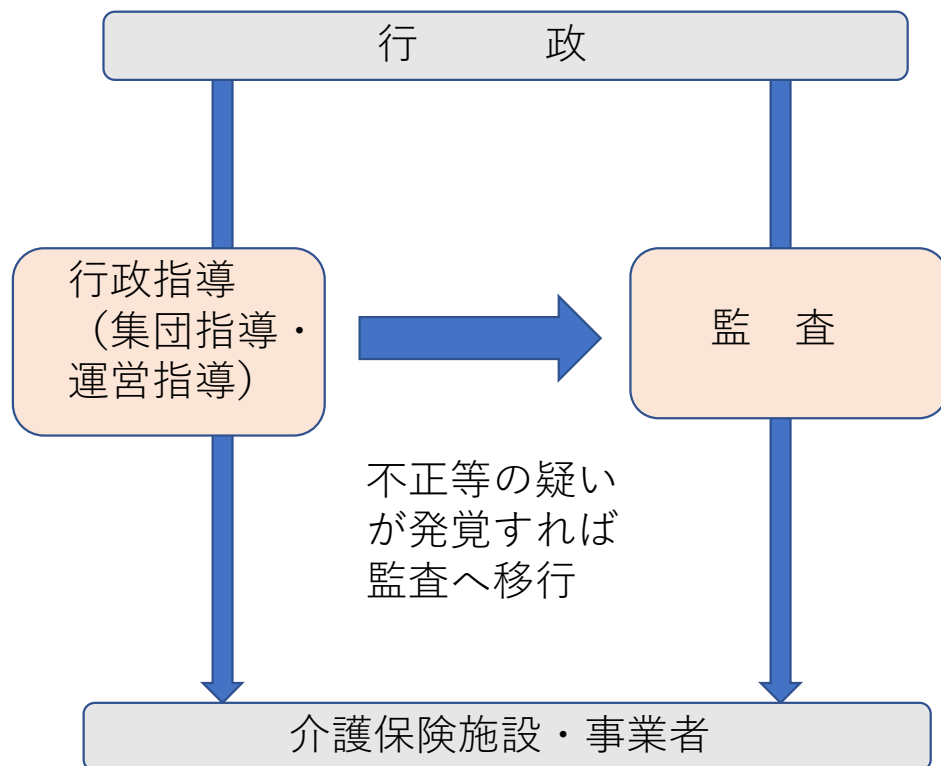 行　政
行政指導
（集団指導・
運営指導）
監　査
不正等の疑い
が発覚すれば
監査へ移行
介護保険施設・事業者